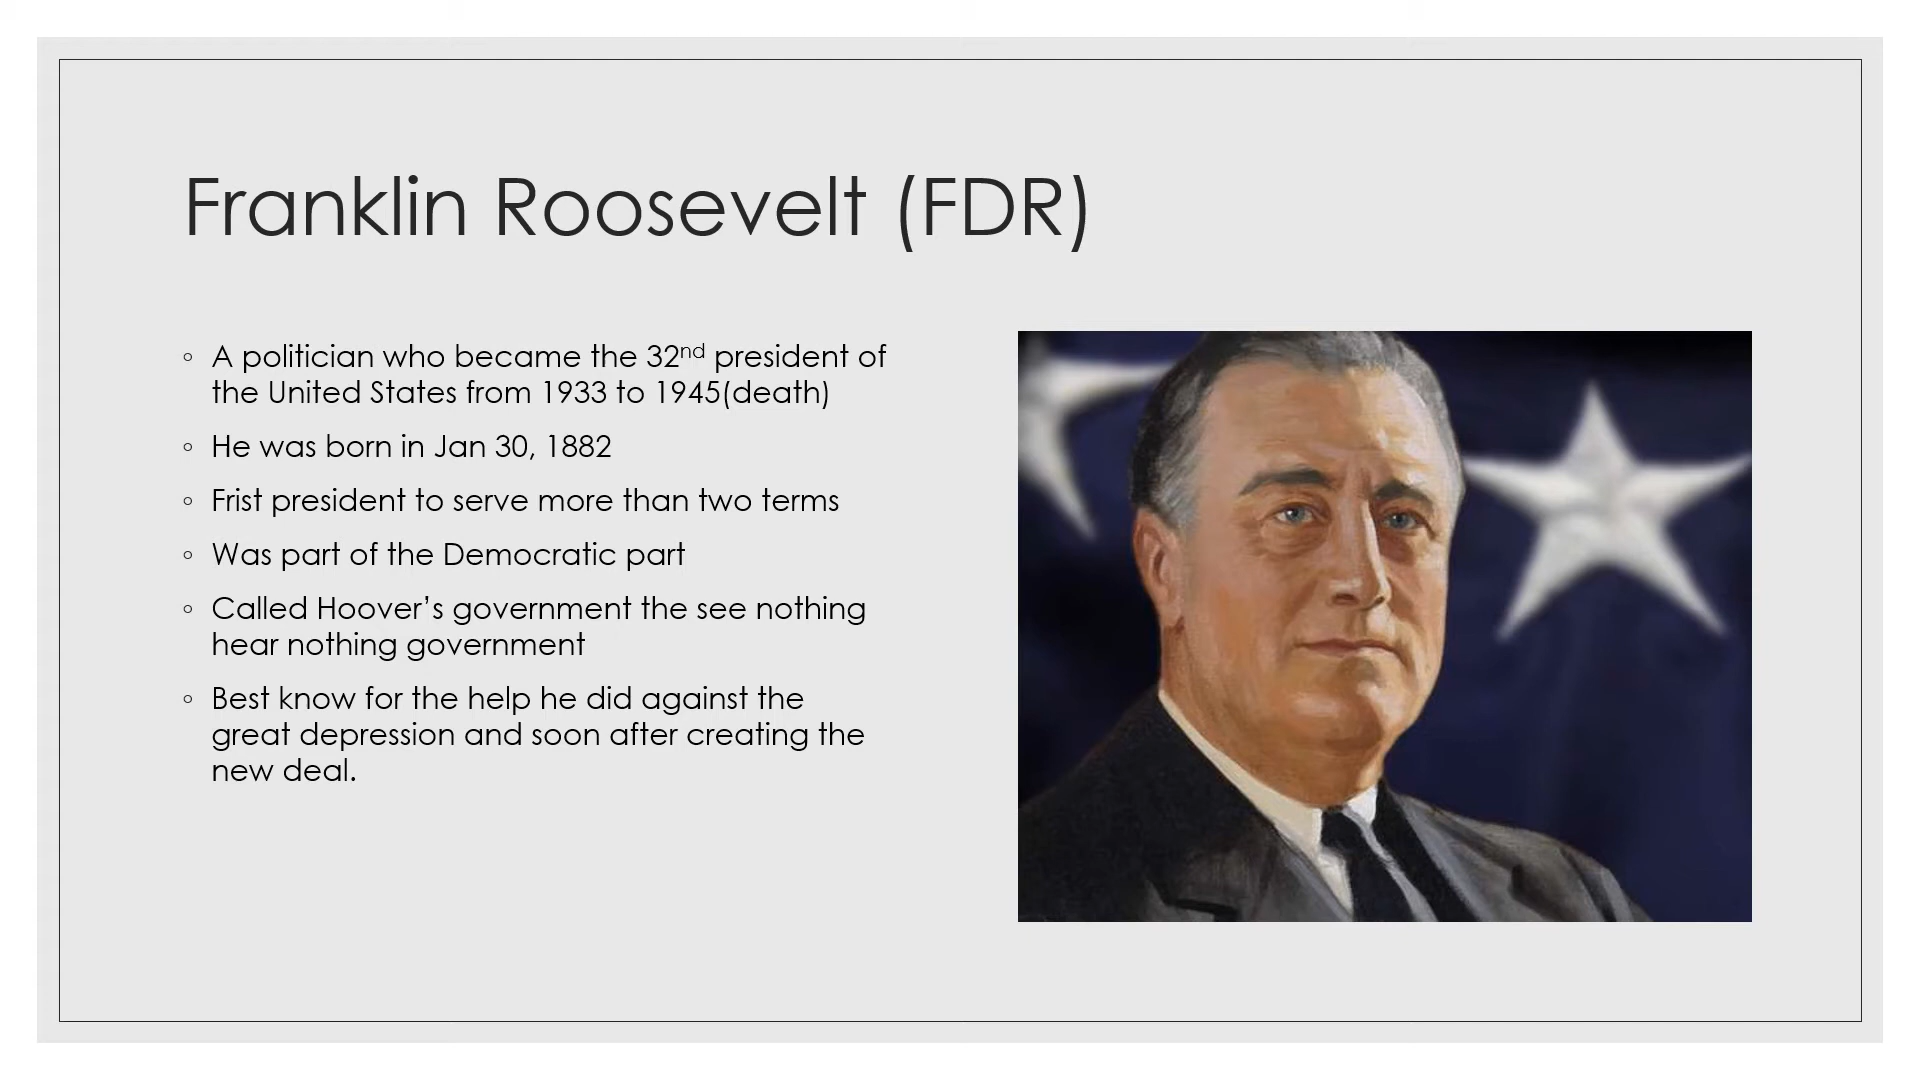 Franklin Roosevelt (FDR)
◦ A politician who became the 32nd president of
the United States from 1933 to 1945(death)
◦ He was born in Jan 30, 1882
◦ Frist president to serve more than two terms
◦ Was part of the Democratic part
◦ Called Hoover’s government the see nothing
hear nothing government
◦ Best know for the help he did against the
great depression and soon after creating the
new deal.